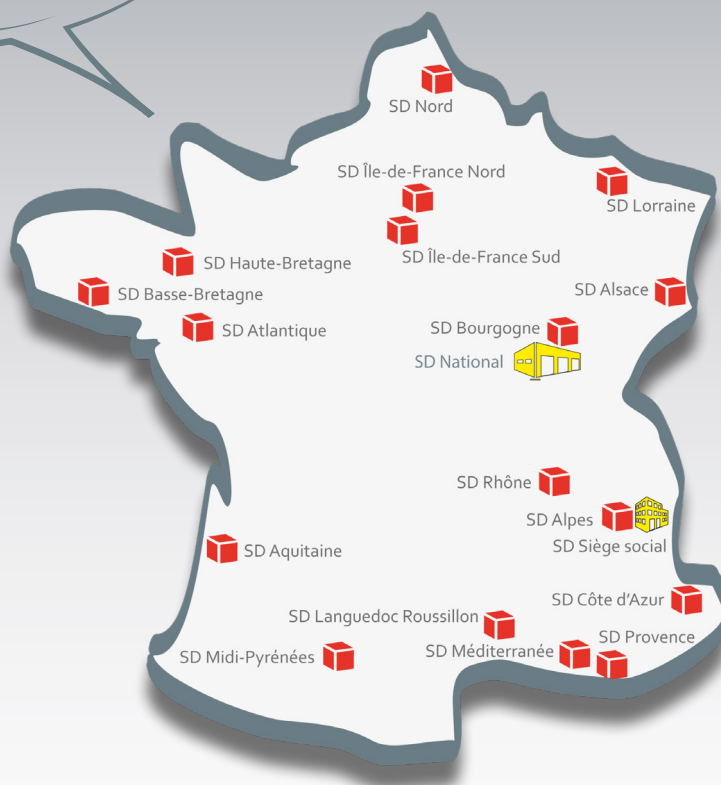 SD Nord
SD Île-de-France Nord
SD Lorraine
SD Île-de-France Sud
SD Haute-Bretagne
SD Basse-Bretagne
SD Alsace
SD Atlantique
SD Bourgogne
SD National
SD Rhône
SD Alpes
SD Siège social
SD Aquitaine
SD Côte d'Azur
SD Languedoc Roussillon
SD Provence
SD Méditerranée
SD Midi-Pyrénées